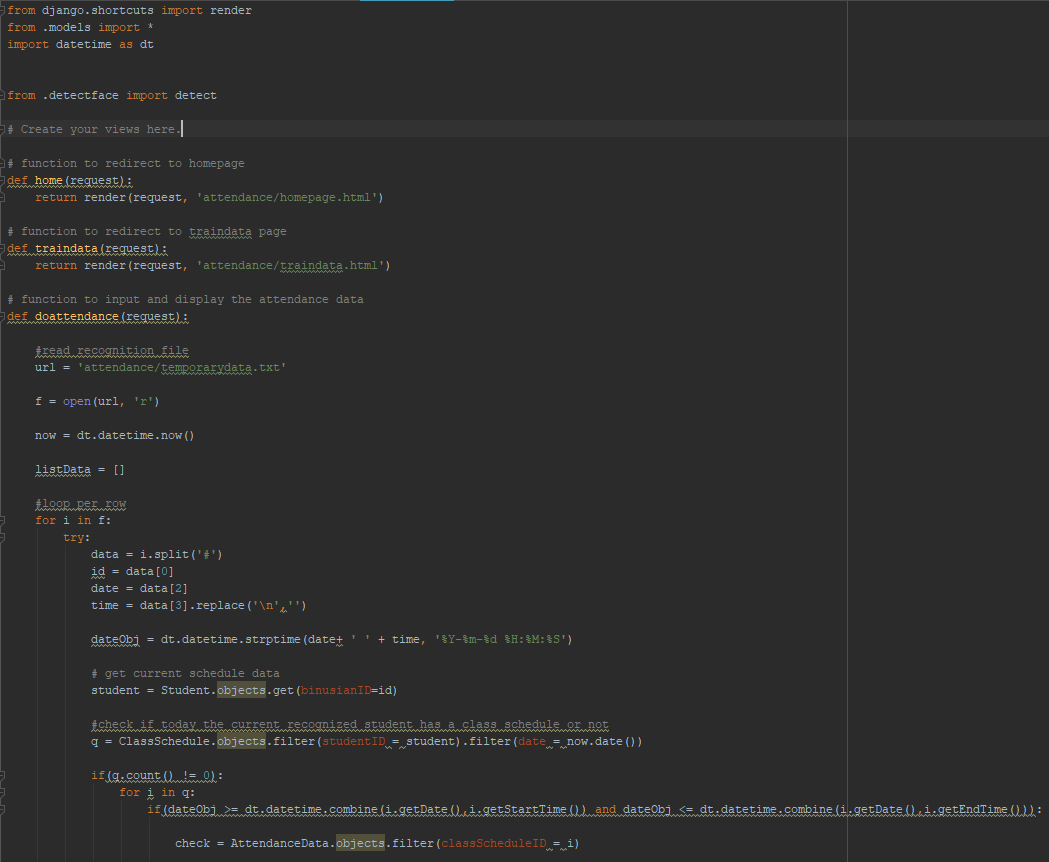 from django.shortcuts import render
from .models import *
import datetime as dt
from .detectface import detect
# Create your views here.
# function to redirect to homepage
def home(request):
    return render(request, 'attendance/homepage.html')
# function to redirect to traindata page
def traindata(request):
    return render(request, 'attendance/traindata.html')
# function to input and display the attendance data
def doattendance(request):
    #read recognition file
    url = 'attendance/temporarydata.txt'
    f = open(url, 'r')
    now = dt.datetime.now()
    listData = []
    #loop per row
    for i in f:
        try:
            data = i.split('#')
            id = data[0]
            date = data[2]
            time = data[3].replace('\n','')
            dateObj = dt.datetime.strptime(date+ ' ' + time, '%Y-%m-%d %H:%M:%S')
            # get current schedule data
            student = Student.objects.get(binusianID=id)
            #check if today the current recognized student has a class schedule or not
            q = ClassSchedule.objects.filter(studentID = student).filter(date = now.date())
            if(q.count() != 0):
                for i in q:
                    if(dateObj >= dt.datetime.combine(i.getDate(),i.getStartTime()) and dateObj <= dt.datetime.combine(i.getDate(),i.getEndTime())):
                        check = AttendanceData.objects.filter(classScheduleID = i)